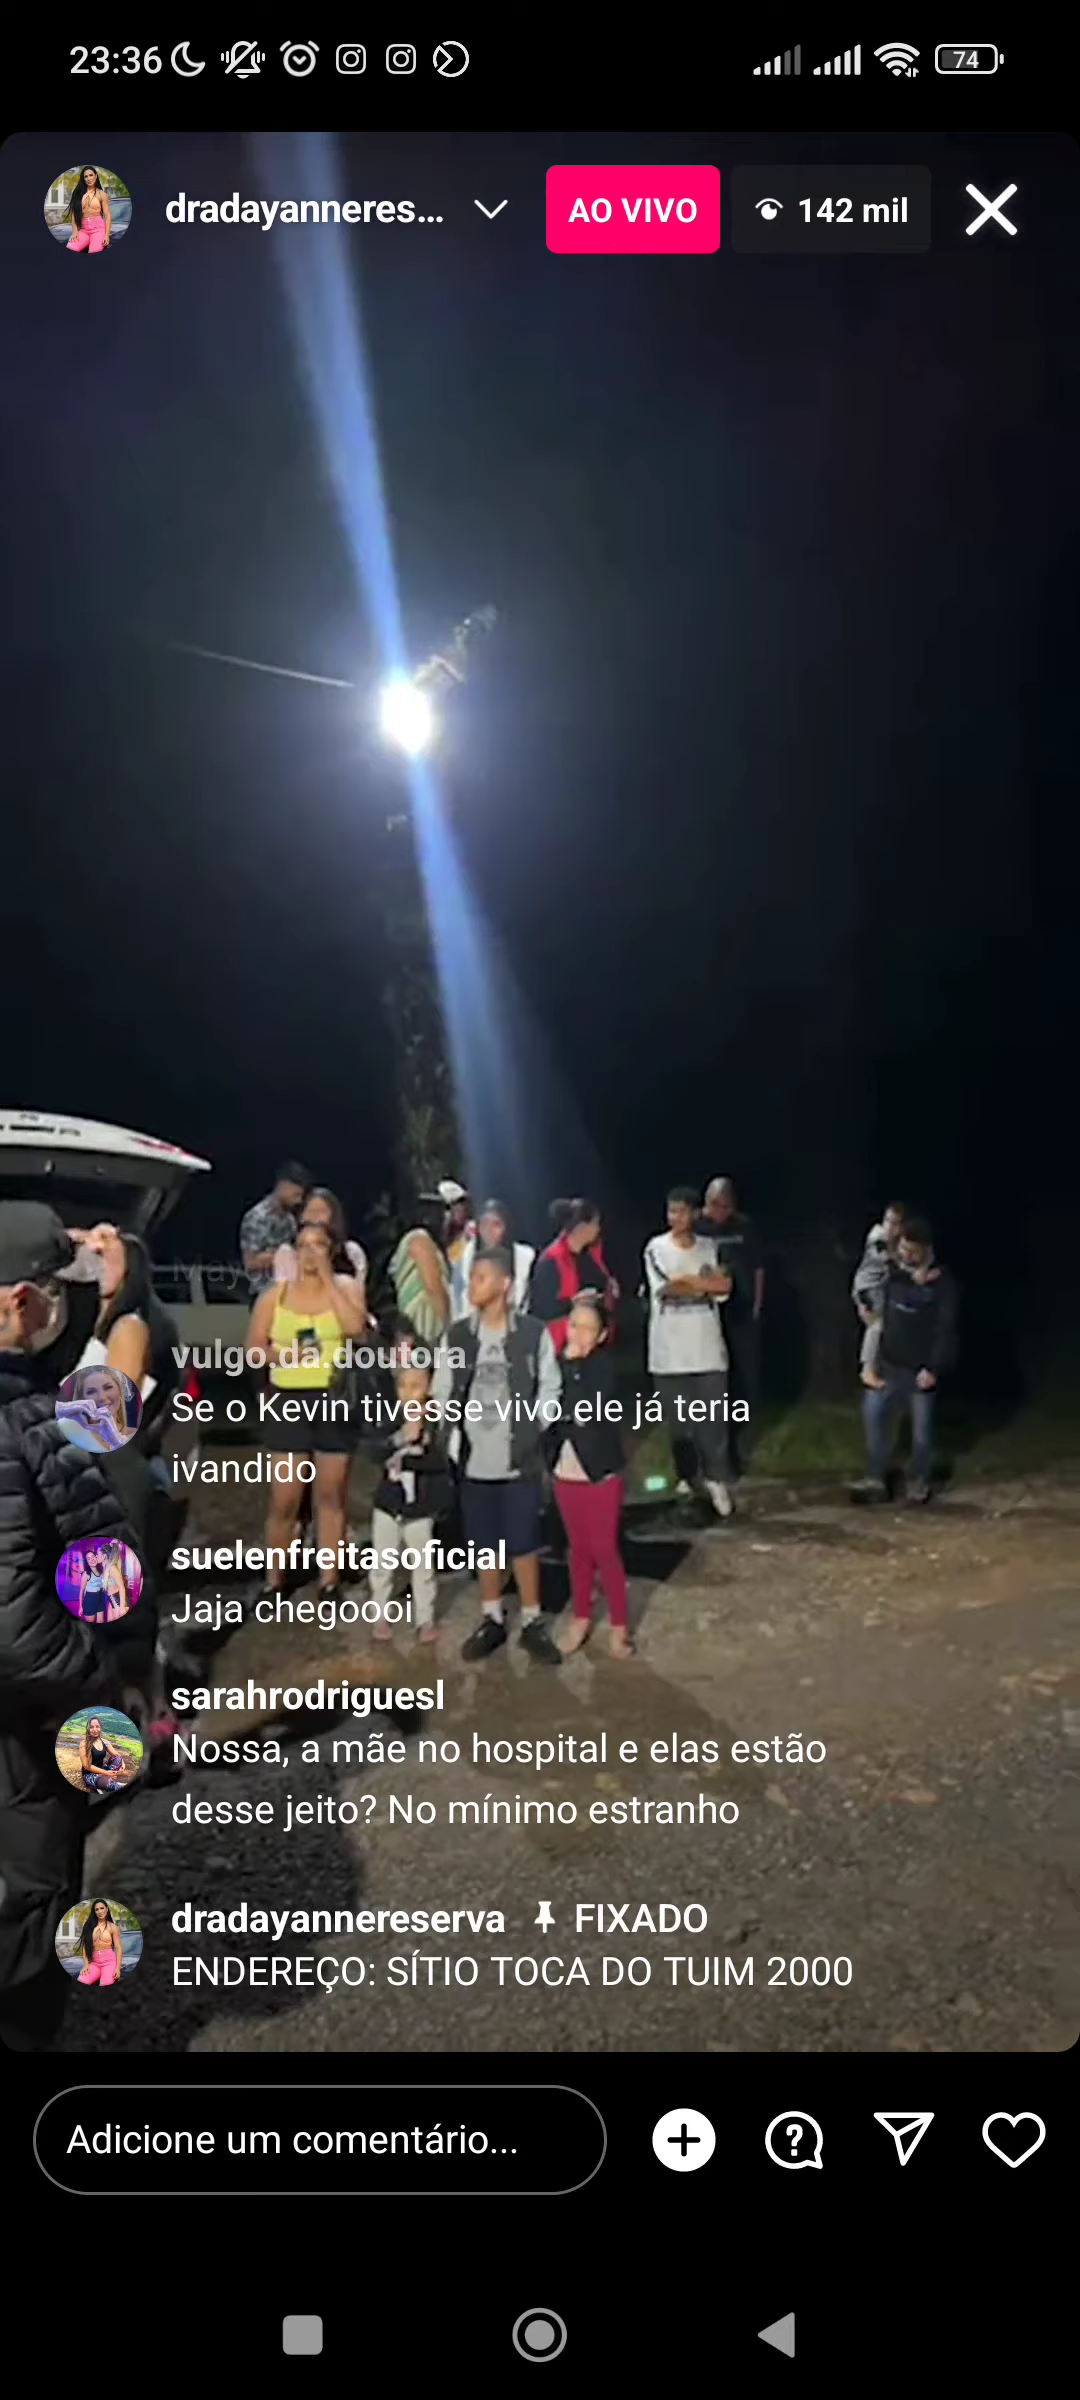 23:36
74
dradayanneres...
AO VIVO
142 mil
vulgo.da.doutora
Se o Kevin tivesse vivo ele já teria
ivandido
suelenfreitasoficial
Jaja chegoooi
sarahrodriguesl
Nossa, a mãe no hospital e elas estão
desse jeito? No mínimo estranho
dradayannereserva FIXADO
ENDEREÇO: SÍTIO TOCA DO TUIM 2000
Adicione um comentário...